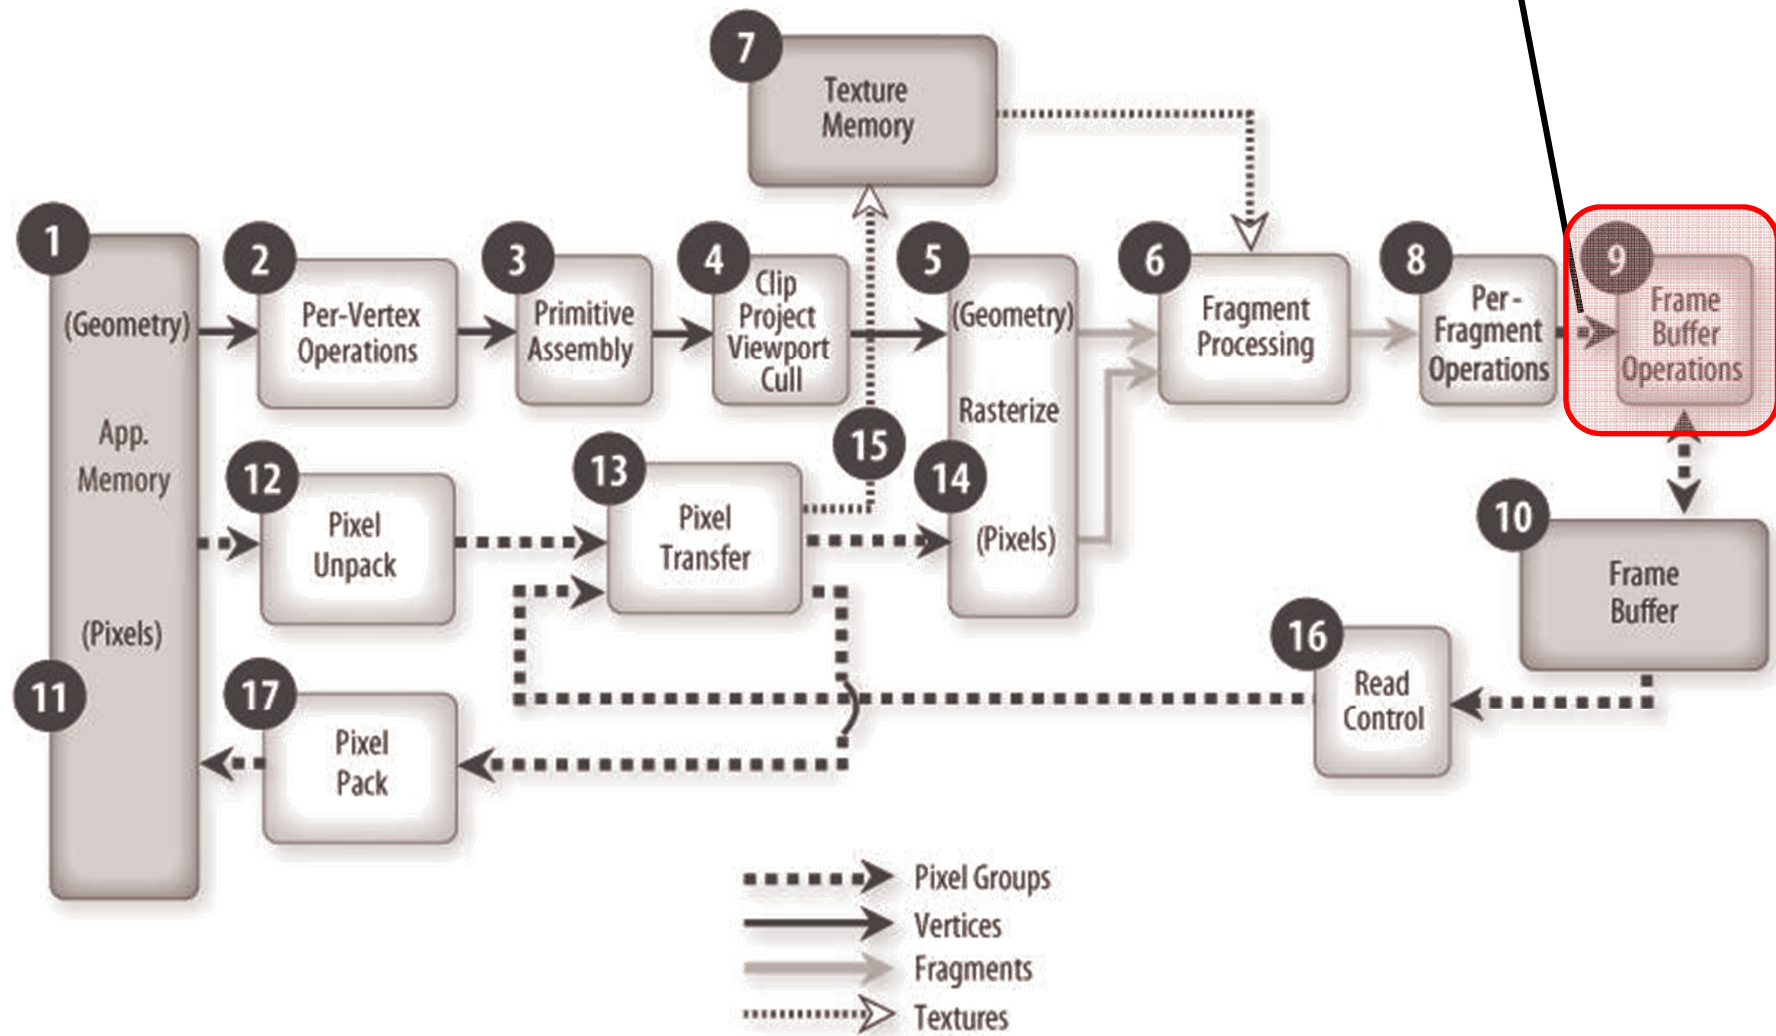 7
Texture
Memory
1
(Geometry)
App.
Memory
(Pixels)
11
2
Per-Vertex
Operations
3
Primitive
Assembly
4
Clip
Project
Viewport
Cull
5
(Geometry)
Rasterize
14
(Pixels)
6
Fragment
Processing
8
Per-
Fragment
Operations
9
Frame
Buffer
Operations
12
Pixel
Unpack
13
Pixel
Transfer
15
10
Frame
Buffer
16
Read
Control
17
Pixel
Pack
Pixel Groups
Vertices
Fragments
Textures